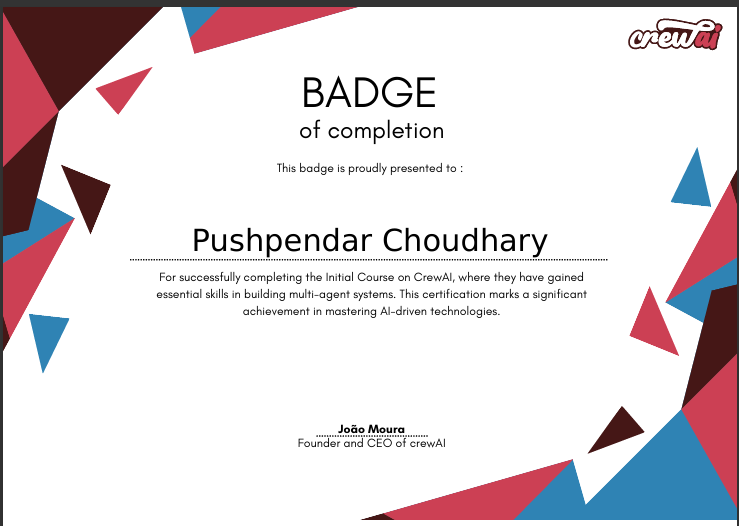 crewai
BADGE
of completion
This badge is proudly presented to :
Pushpendar Choudhary
For successfully completing the Initial Course on CrewAI, where they have gained
essential skills in building multi-agent systems. This certification marks a significant
achievement in mastering AI-driven technologies.
João Moura
Founder and CEO of crewAI